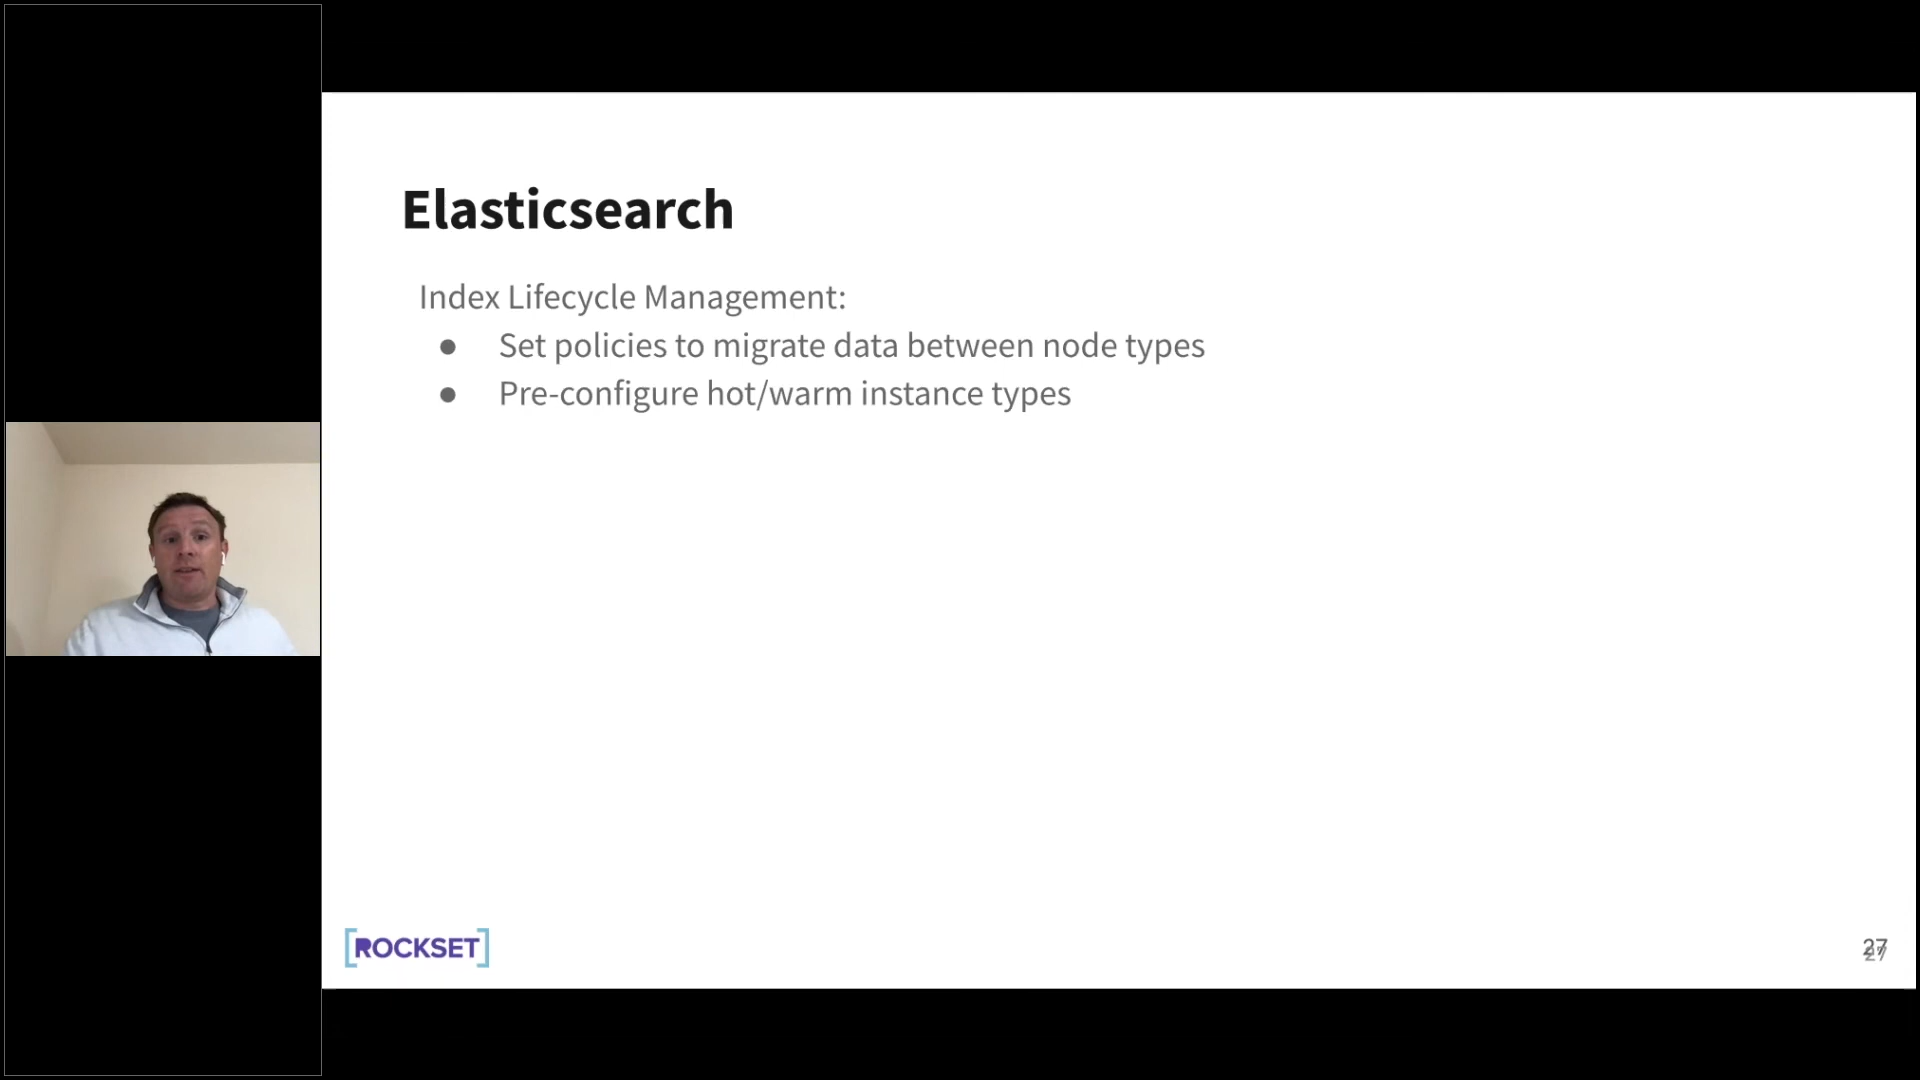 Elasticsearch
Index Lifecycle Management:
● Set policies to migrate data between node types
● Pre-configure hot/warm instance types
[ROCKSET]
27
27